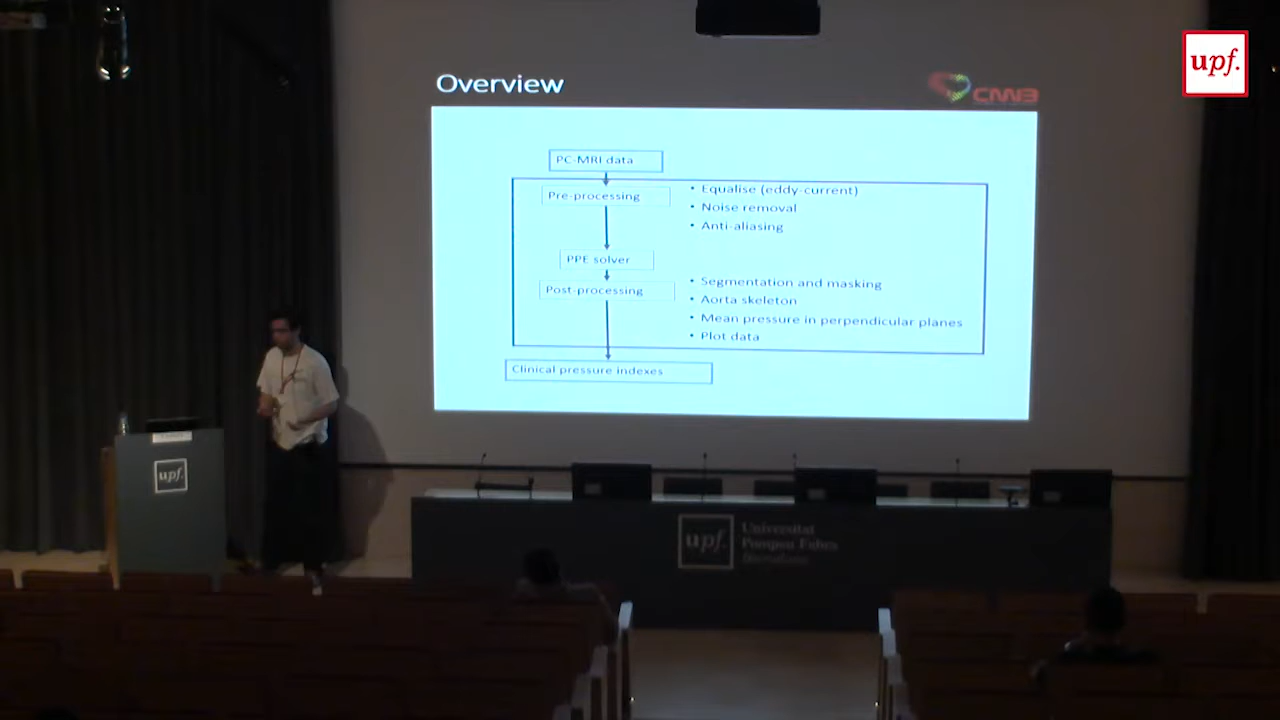 Overview
CMIB
upf.
PC-MRI data
Pre-processing
• Equalise (eddy-current)
• Noise removal
• Anti-aliasing
PPE solver
Post-processing
• Segmentation and masking
• Aorta skeleton
• Mean pressure in perpendicular planes
• Plot data
Clinical pressure indexes
upf.
upf.
Universitat
Pompeu Fabra
Barcelona